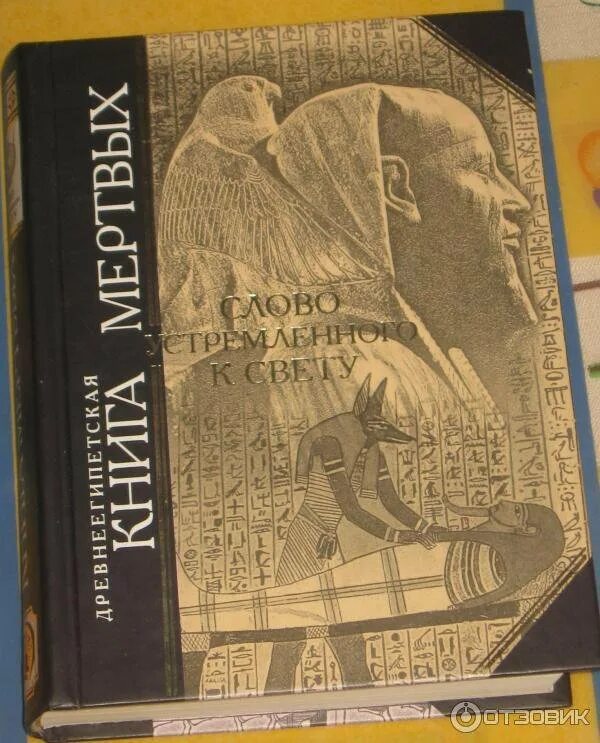 ДРЕВНЕЕГИПЕТСКАЯ
КНИГА МЕРТВЫХ
СЛОВО
УСТРЕМЛЕННОГО
К СВЕТУ
ОТЗОВИК